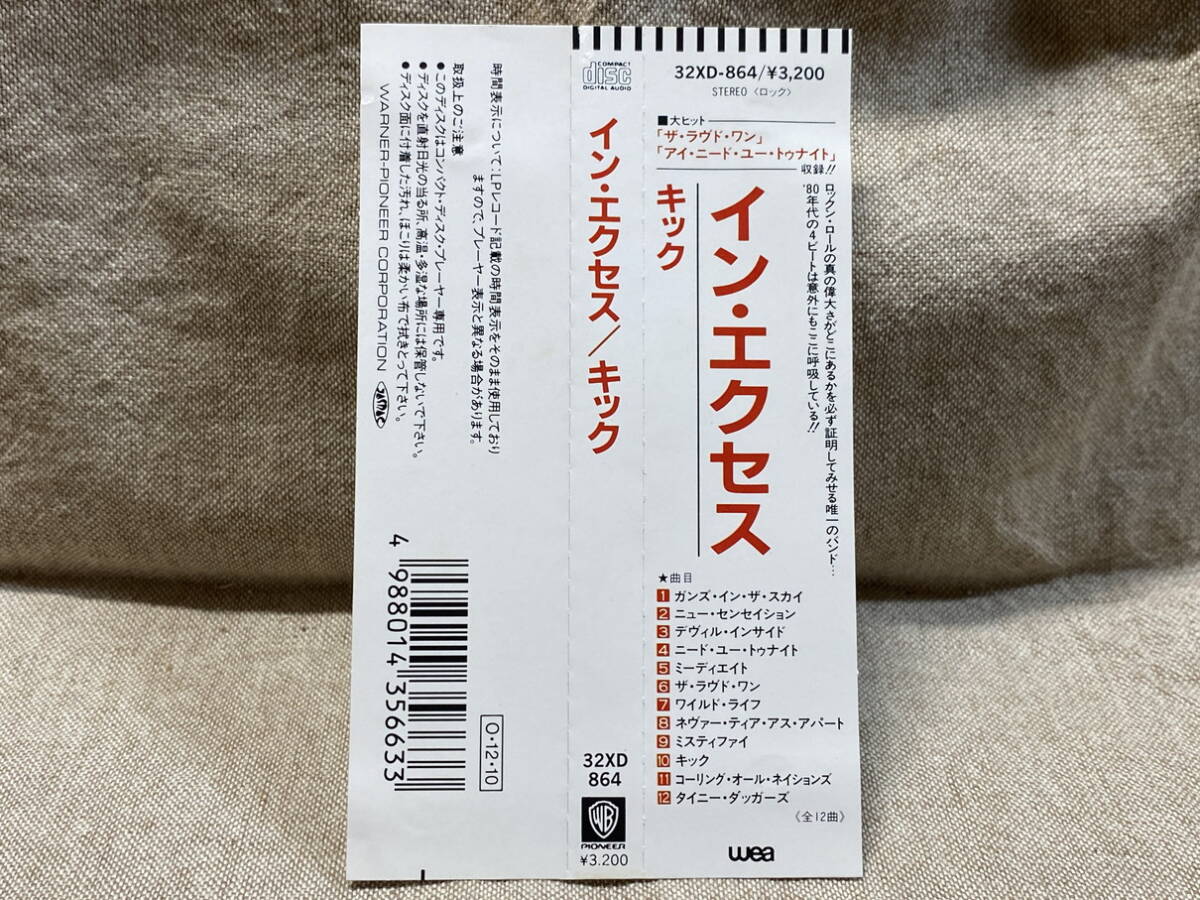 32XD-864/¥3,200
STEREO〈ロック〉
■大ヒット
「ザ・ラヴド・ワン」
「アイ・ニード・ユー・トゥナイト」
収録!!
ロックン・ロールの真の偉大さがどこにあるかを必ず証明してみせる唯一のバンド…
'80年代の4ビートは意外にもここに呼吸している!!
イン・エクセス
キック
★曲目
1 ガンズ・イン・ザ・スカイ
2 ニュー・センセイション
3 デヴィル・インサイド
4 ニード・ユー・トゥナイト
5 ミーディエイト
6 ザ・ラヴド・ワン
7 ワイルド・ライフ
8 ネヴァー・ティア・アス・アパート
9 ミスティファイ
10 キック
11 コーリング・オール・ネイションズ
12 タイニー・ダッガーズ
《全12曲》
wea
COMPACT
disc
DIGITAL AUDIO
イン・エクセス/キック
32XD
864
WB
PIONEER
¥3.200
時間表示について:LPレコード記載の時間表示をそのまま使用しており
ますので、プレーヤー表示と異なる場合があります。
取扱上のご注意
●このディスクはコンパクト・ディスク・プレーヤー専用です。
●ディスクを直射日光の当る所、高温・多湿な場所には保管しないで下さい。
●ディスク面に付着した汚れ、ほこりは柔かい布で拭きとって下さい。
WARNER-PIONEER CORPORATION
JASRAC
4 988014 356633
O・12・10